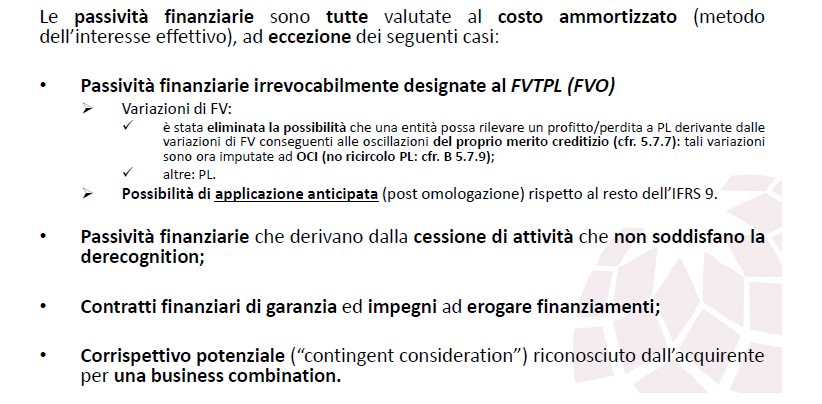 Le passività finanziarie sono tutte valutate al costo ammortizzato (metodo
dell'interesse effettivo), ad eccezione dei seguenti casi:
• Passività finanziarie irrevocabilmente designate al FVTPL (FVO)
➢ Variazioni di FV:
✓ è stata eliminata la possibilità che una entità possa rilevare un profitto/perdita a PL derivante dalle
variazioni di FV conseguenti alle oscillazioni del proprio merito creditizio (cfr. 5.7.7): tali variazioni
sono ora imputate ad OCI (no ricircolo PL: cfr. B 5.7.9);
✓ altre: PL.
➢ Possibilità di applicazione anticipata (post omologazione) rispetto al resto dell'IFRS 9.
• Passività finanziarie che derivano dalla cessione di attività che non soddisfano la
derecognition;
• Contratti finanziari di garanzia ed impegni ad erogare finanziamenti;
• Corrispettivo potenziale ("contingent consideration") riconosciuto dall'acquirente
per una business combination.